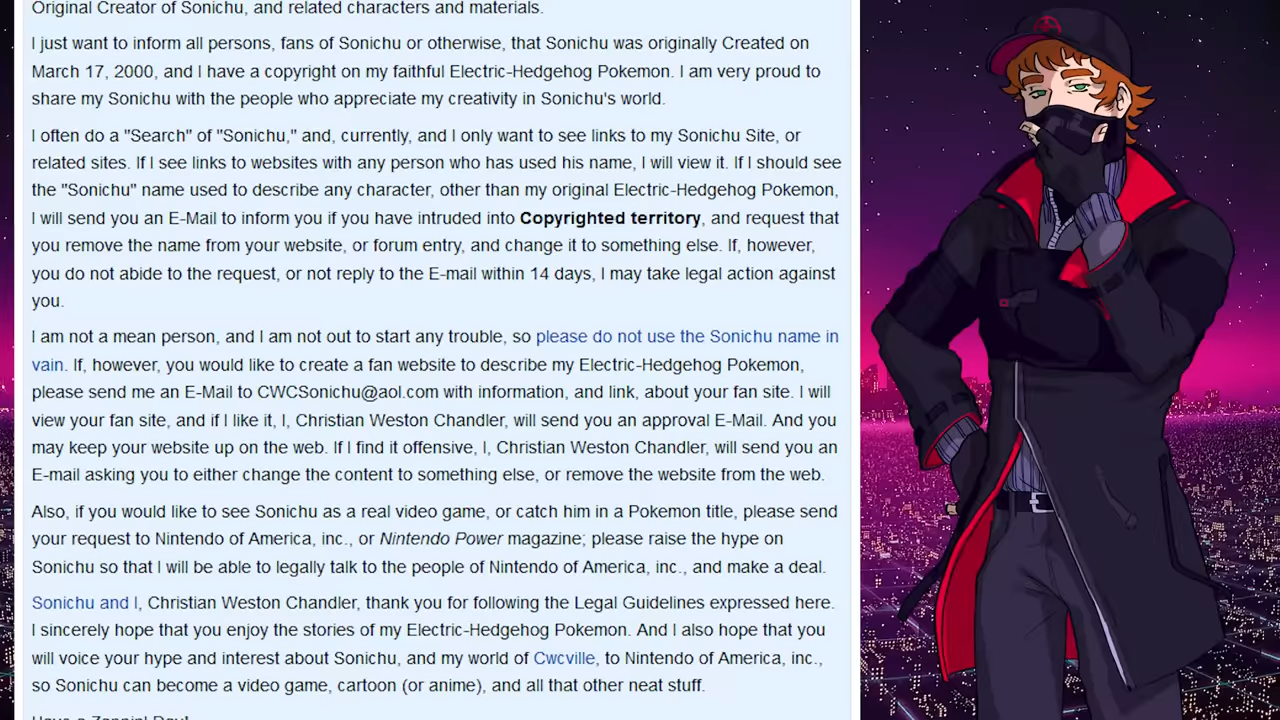 Original Creator of Sonichu, and related characters and materials.
I just want to inform all persons, fans of Sonichu or otherwise, that Sonichu was originally Created on
March 17, 2000, and I have a copyright on my faithful Electric-Hedgehog Pokemon. I am very proud to
share my Sonichu with the people who appreciate my creativity in Sonichu's world.
I often do a "Search" of "Sonichu," and, currently, and I only want to see links to my Sonichu Site, or
related sites. If I see links to websites with any person who has used his name, I will view it. If I should see
the "Sonichu" name used to describe any character, other than my original Electric-Hedgehog Pokemon,
I will send you an E-Mail to inform you if you have intruded into Copyrighted territory, and request that
you remove the name from your website, or forum entry, and change it to something else. If, however,
you do not abide to the request, or not reply to the E-mail within 14 days, I may take legal action against
you.
I am not a mean person, and I am not out to start any trouble, so please do not use the Sonichu name in
vain. If, however, you would like to create a fan website to describe my Electric-Hedgehog Pokemon,
please send me an E-Mail to CWCSonichu@aol.com with information, and link, about your fan site. I will
view your fan site, and if I like it, I, Christian Weston Chandler, will send you an approval E-Mail. And you
may keep your website up on the web. If I find it offensive, I, Christian Weston Chandler, will send you an
E-mail asking you to either change the content to something else, or remove the website from the web.
Also, if you would like to see Sonichu as a real video game, or catch him in a Pokemon title, please send
your request to Nintendo of America, inc., or Nintendo Power magazine; please raise the hype on
Sonichu so that I will be able to legally talk to the people of Nintendo of America, inc., and make a deal.
Sonichu and I, Christian Weston Chandler, thank you for following the Legal Guidelines expressed here.
I sincerely hope that you enjoy the stories of my Electric-Hedgehog Pokemon. And I also hope that you
will voice your hype and interest about Sonichu, and my world of Cwcville, to Nintendo of America, inc.,
so Sonichu can become a video game, cartoon (or anime), and all that other neat stuff.
Have a Zappin! Day!